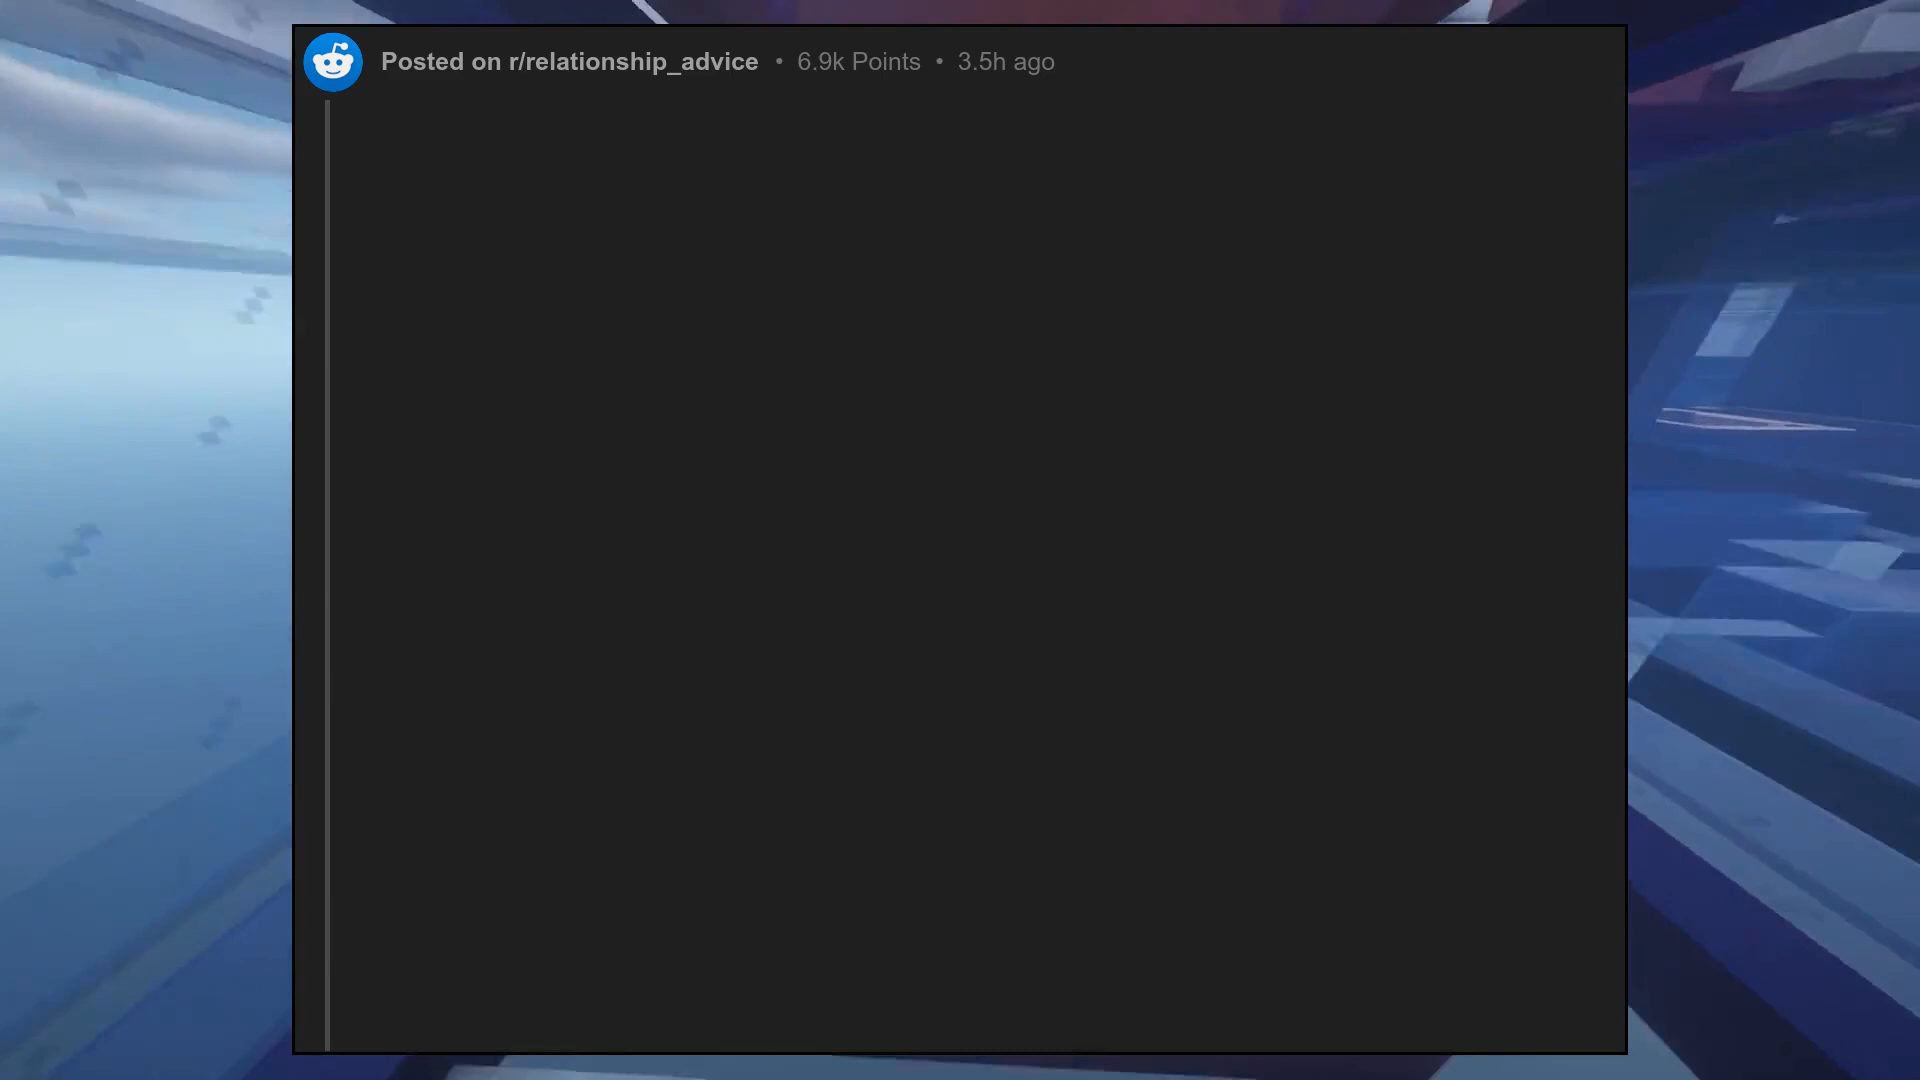 Posted on r/relationship_advice • 6.9k Points • 3.5h ago